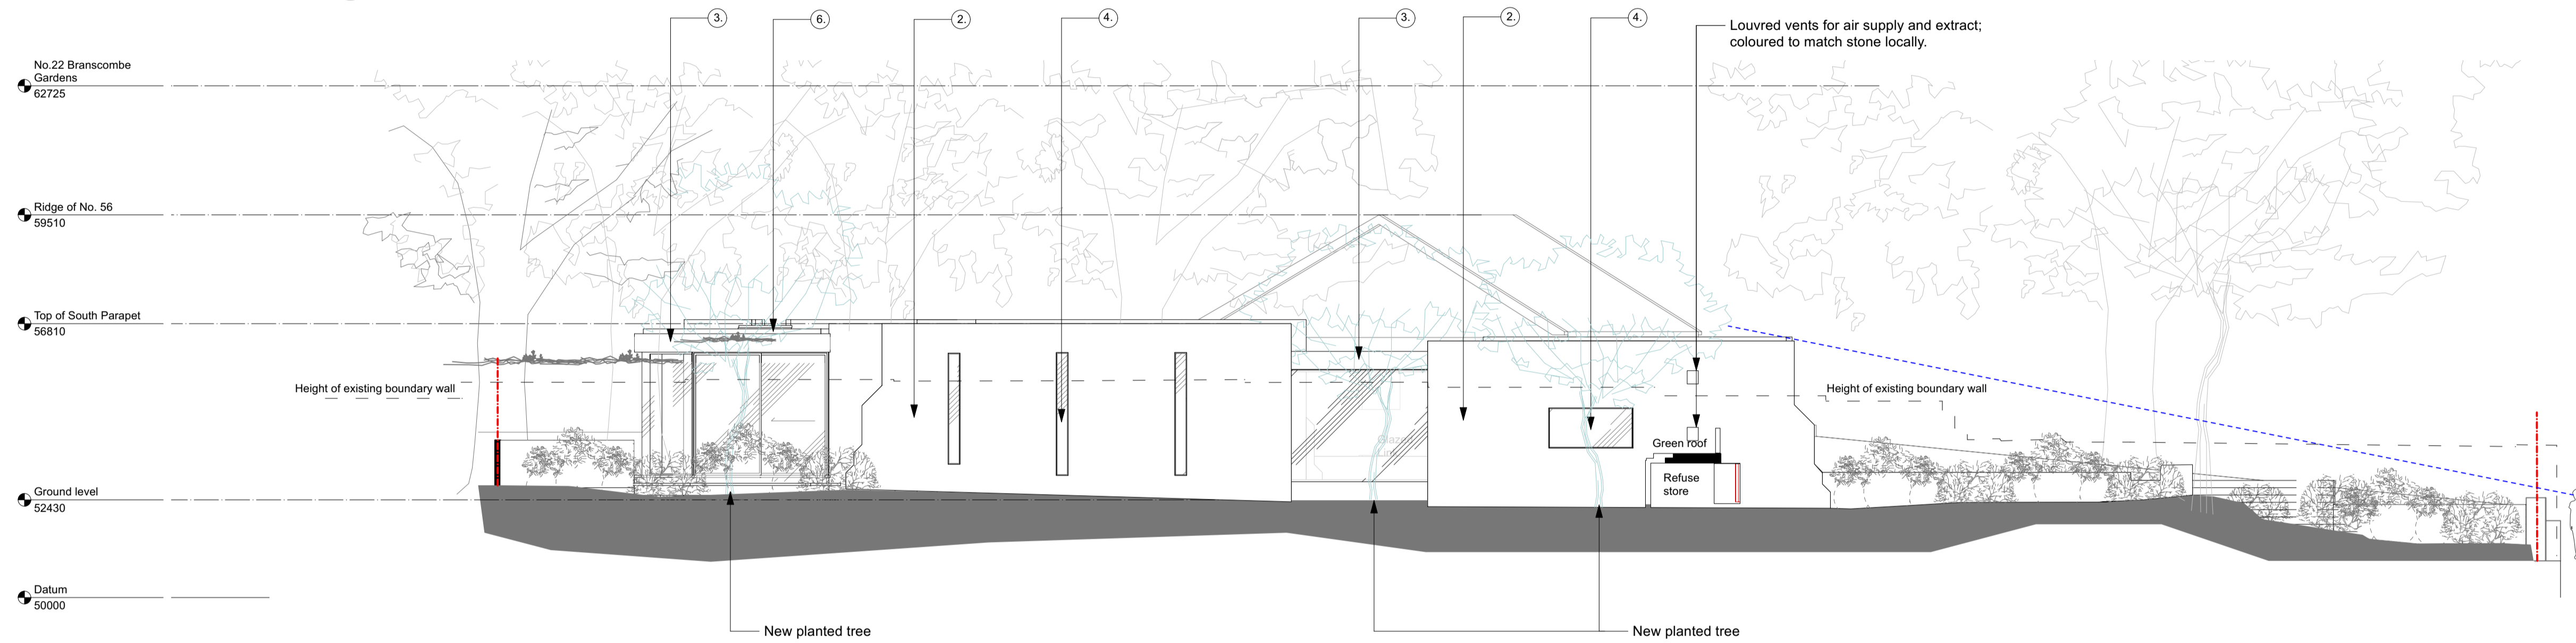 3.
6.
2.
4.
3.
2.
4.
Louvred vents for air supply and extract;
coloured to match stone locally.
No.22 Branscombe
Gardens
62725
Ridge of No. 56
59510
Top of South Parapet
56810
Height of existing boundary wall
Height of existing boundary wall
Green roof
Refuse
store
Ground level
52430
Datum
50000
New planted tree
New planted tree